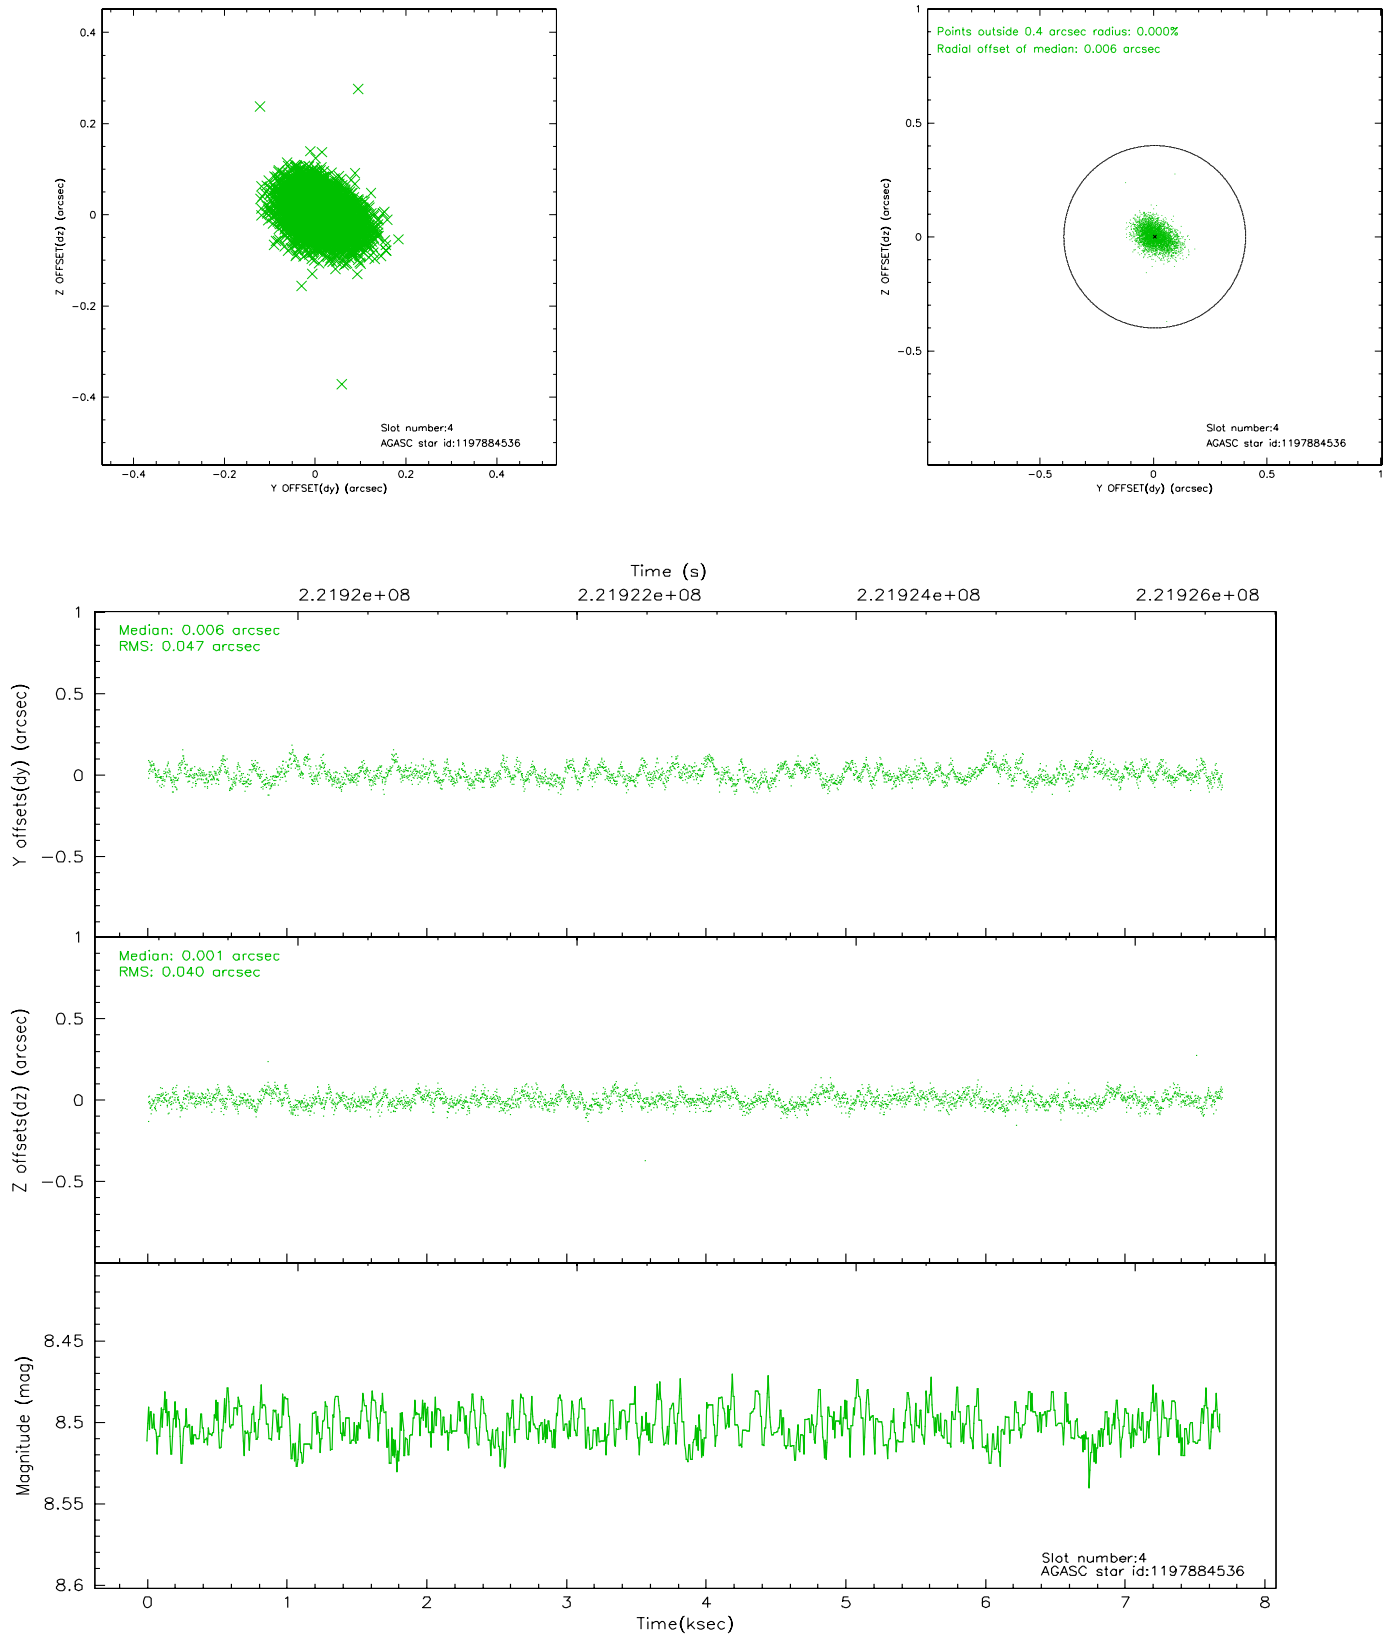 0.4
0.2
0
−0.2
−0.4
Z OFFSET(dz) (arcsec)
Slot number:4
AGASC star id:1197884536
−0.4 −0.2 0 0.2 0.4
Y OFFSET(dy) (arcsec)
1
Points outside 0.4 arcsec radius: 0.000%
Radial offset of median: 0.006 arcsec
0.5
0
−0.5
Z OFFSET(dz) (arcsec)
Slot number:4
AGASC star id:1197884536
−0.5 0 0.5 1
Y OFFSET(dy) (arcsec)
Time (s)
2.2192e+08 2.21922e+08 2.21924e+08 2.21926e+08
1
Median: 0.006 arcsec
RMS: 0.047 arcsec
0.5
0
−0.5
Y offsets(dy) (arcsec)
1
Median: 0.001 arcsec
RMS: 0.040 arcsec
0.5
0
−0.5
Z offsets(dz) (arcsec)
8.45
8.5
8.55
8.6
Magnitude (mag)
Slot number:4
AGASC star id:1197884536
0 1 2 3 4 5 6 7 8
Time(ksec)